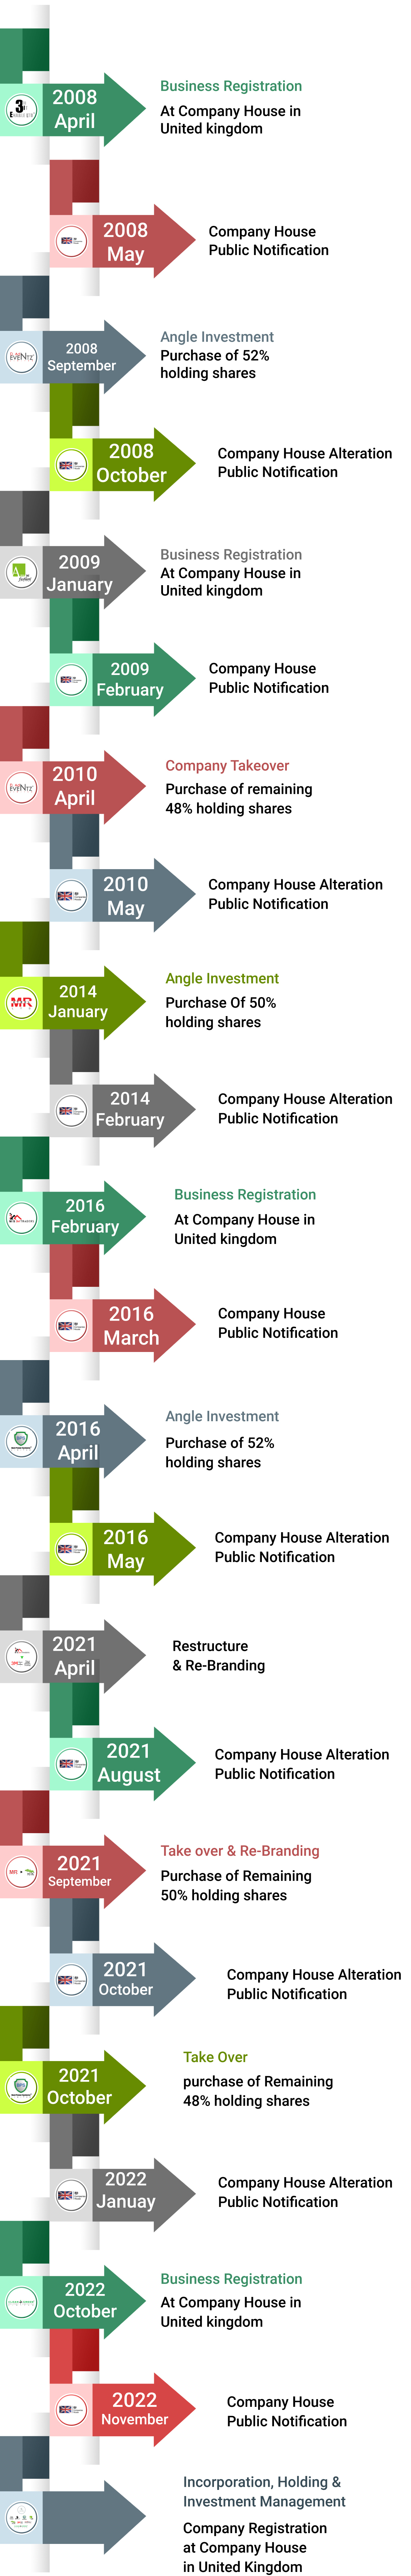 2008
April
Business Registration
At Company House in
United kingdom
2008
May
Company House
Public Notification
EVENTZ
2008
September
Angle Investment
Purchase of 52%
holding shares
2008
October
Company House Alteration
Public Notification
2009
January
Business Registration
At Company House in
United kingdom
2009
February
Company House
Public Notification
EVENTZ
2010
April
Company Takeover
Purchase of remaining
48% holding shares
2010
May
Company House Alteration
Public Notification
MR
2014
January
Angle Investment
Purchase Of 50%
holding shares
2014
February
Company House Alteration
Public Notification
2016
February
Business Registration
At Company House in
United kingdom
2016
March
Company House
Public Notification
2016
April
Angle Investment
Purchase of 52%
holding shares
2016
May
Company House Alteration
Public Notification
2021
April
Restructure
& Re-Branding
2021
August
Company House Alteration
Public Notification
MR
2021
September
Take over & Re-Branding
Purchase of Remaining
50% holding shares
2021
October
Company House Alteration
Public Notification
2021
October
Take Over
purchase of Remaining
48% holding shares
2022
Januay
Company House Alteration
Public Notification
2022
October
Business Registration
At Company House in
United kingdom
2022
November
Company House
Public Notification
Incorporation, Holding &
Investment Management
Company Registration
at Company House
in United Kingdom